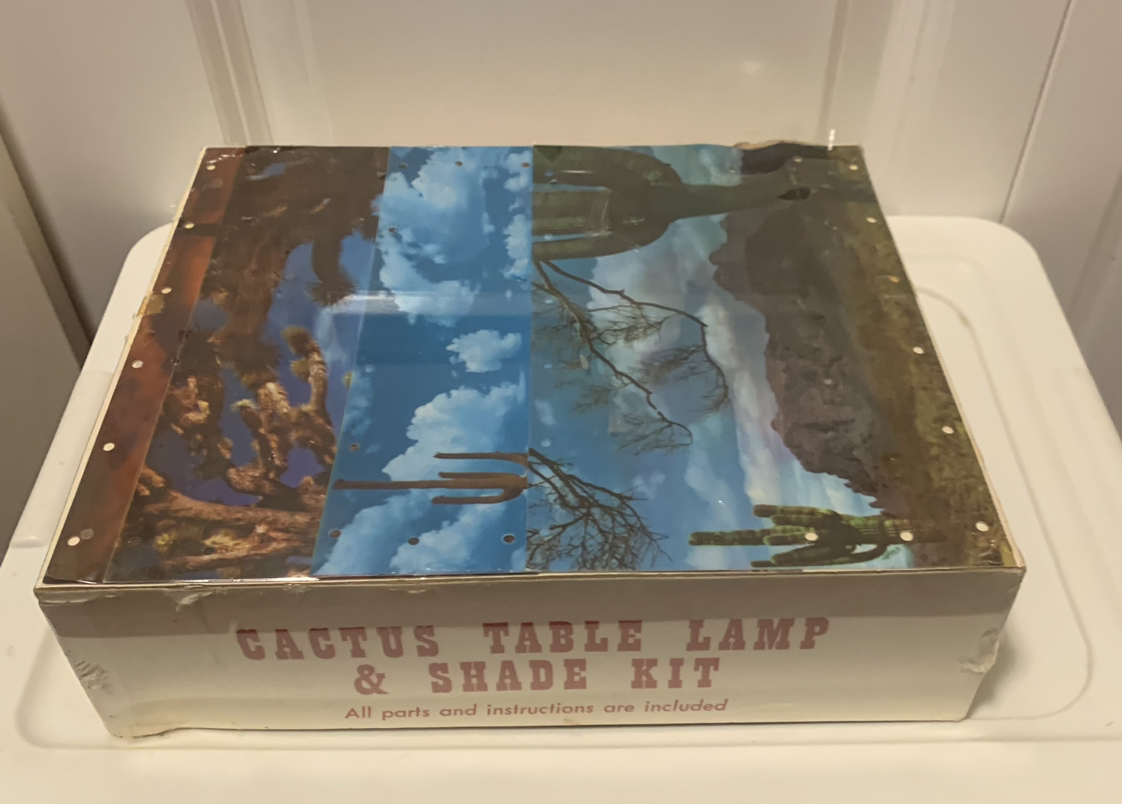 CACTUS TABLE LAMP
& SHADE KIT
All parts and instructions are included